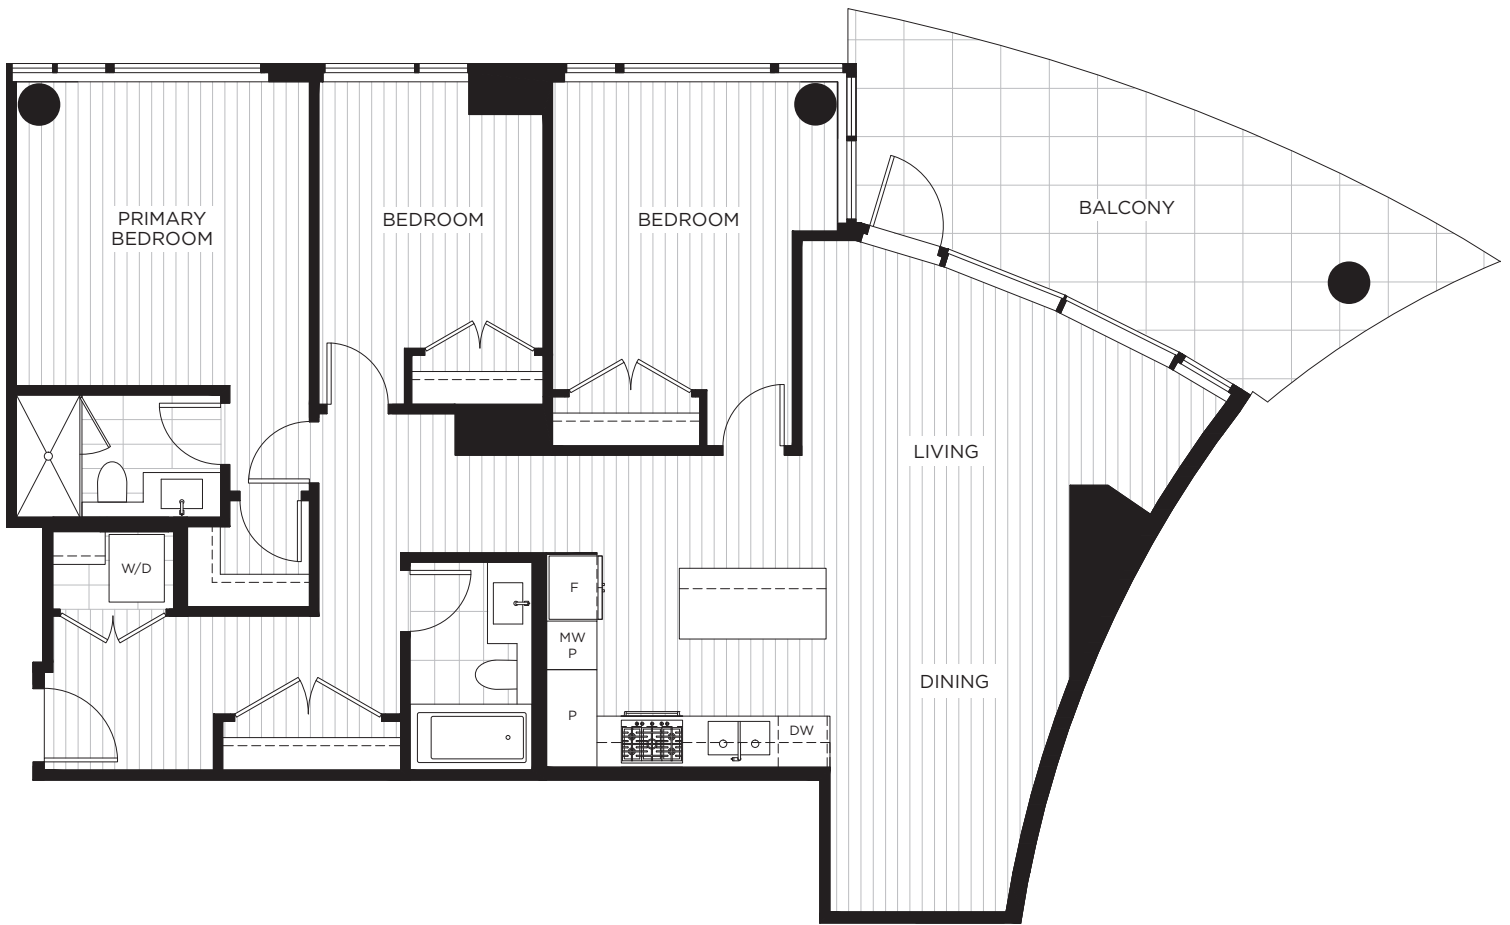 PRIMARY
BEDROOM
BEDROOM
BEDROOM
BALCONY
LIVING
W/D
F
MW
P
P
DINING
DW